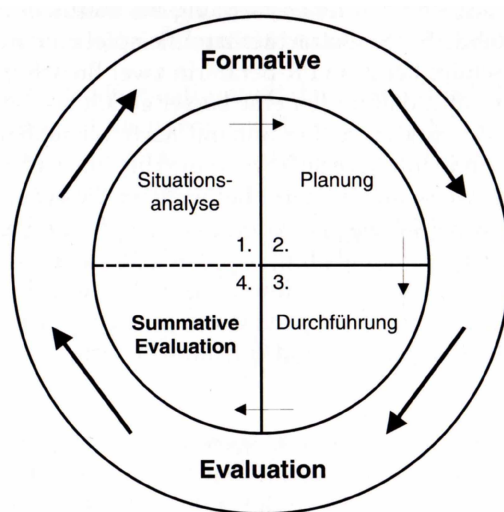 Formative
Situations-
analyse
Planung
1.
2.
4.
3.
Summative
Evaluation
Durchführung
Evaluation